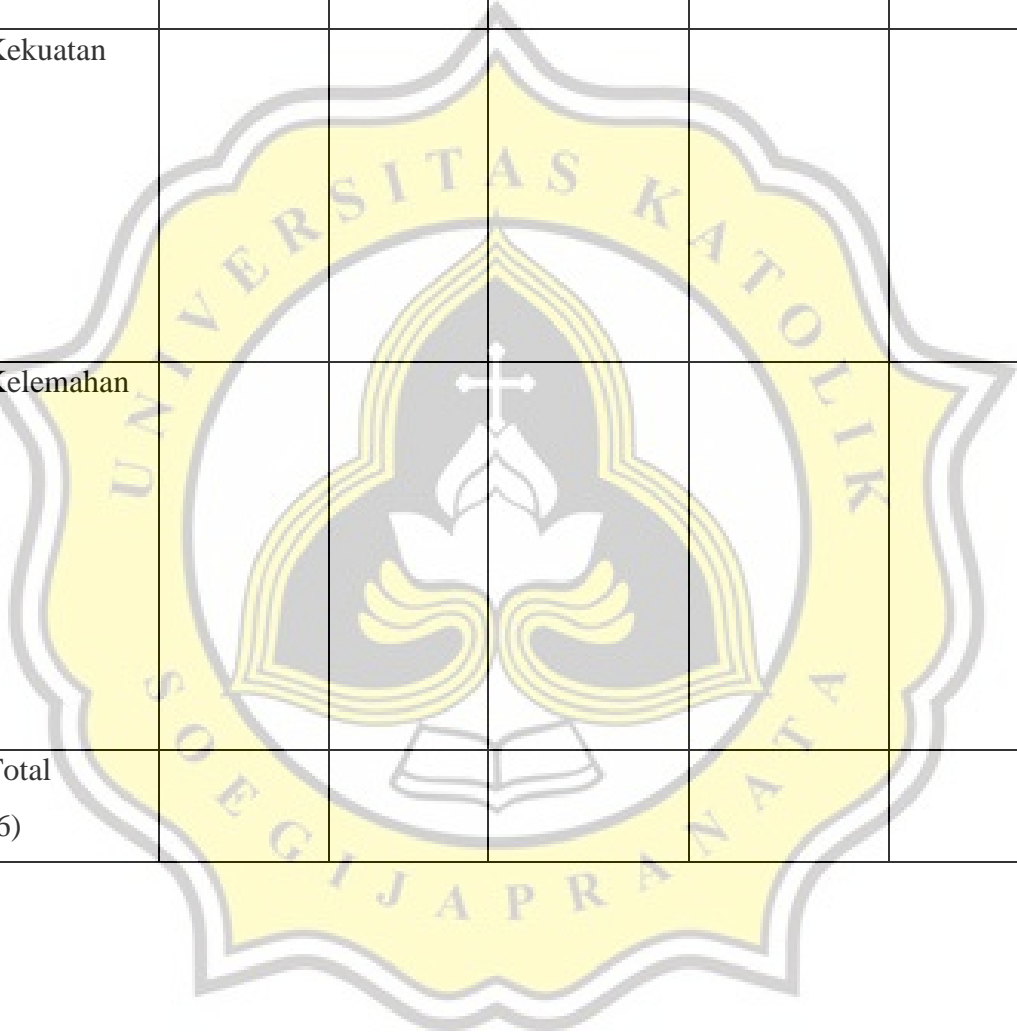 Kekuatan
UNIVERSITAS KATOLIK
Kelemahan
SOEGIJAPRANATA
Total
6)